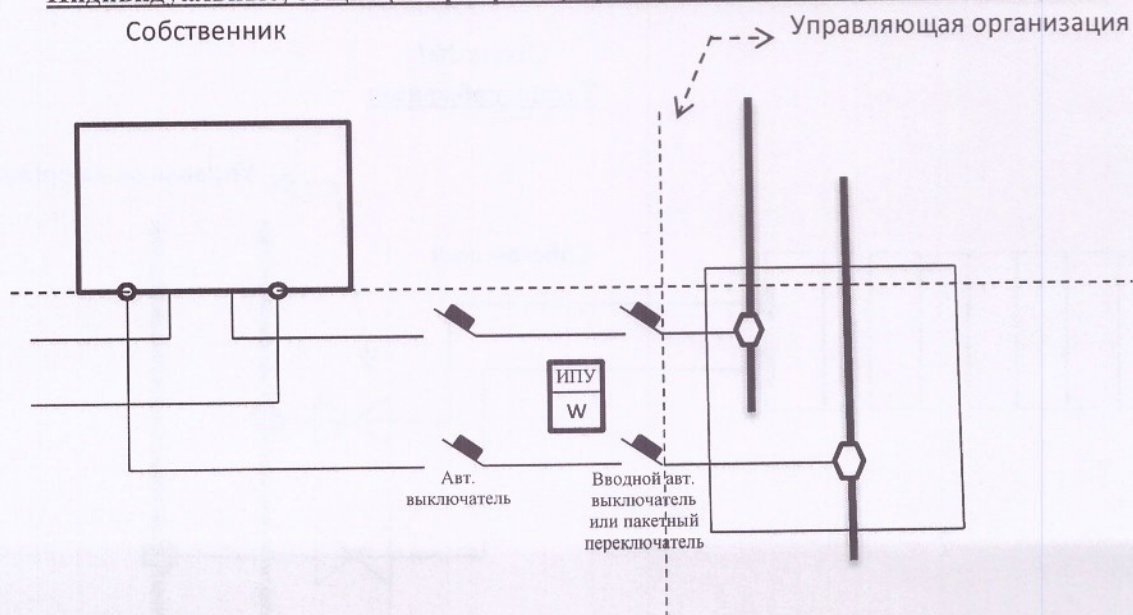 Собственник
Управляющая организация
ИПУ
W
Авт.
выключатель
Вводной авт.
выключатель
или пакетный
переключатель